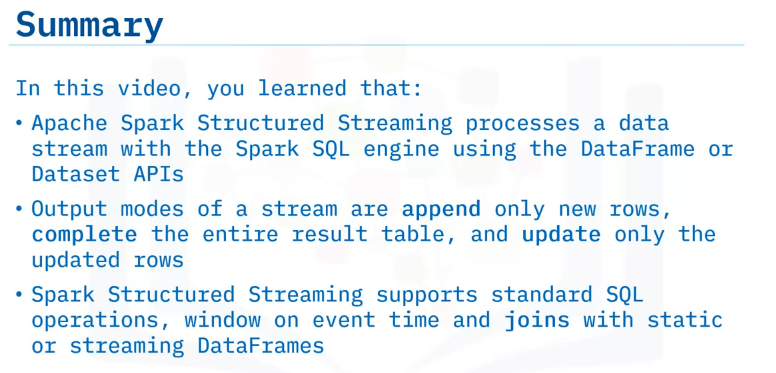 Summary
In this video, you learned that:
• Apache Spark Structured Streaming processes a data
stream with the Spark SQL engine using the DataFrame or
Dataset APIs
• Output modes of a stream are append only new rows,
complete the entire result table, and update only the
updated rows
• Spark Structured Streaming supports standard SQL
operations, window on event time and joins with static
or streaming DataFrames